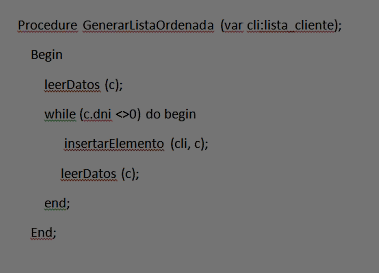 Procedure GenerarListaOrdenada (var cli:lista_cliente);
Begin
leerDatos (c);
while (c.dni <>0) do begin
insertarElemento (cli, c);
leerDatos (c);
end;
End;